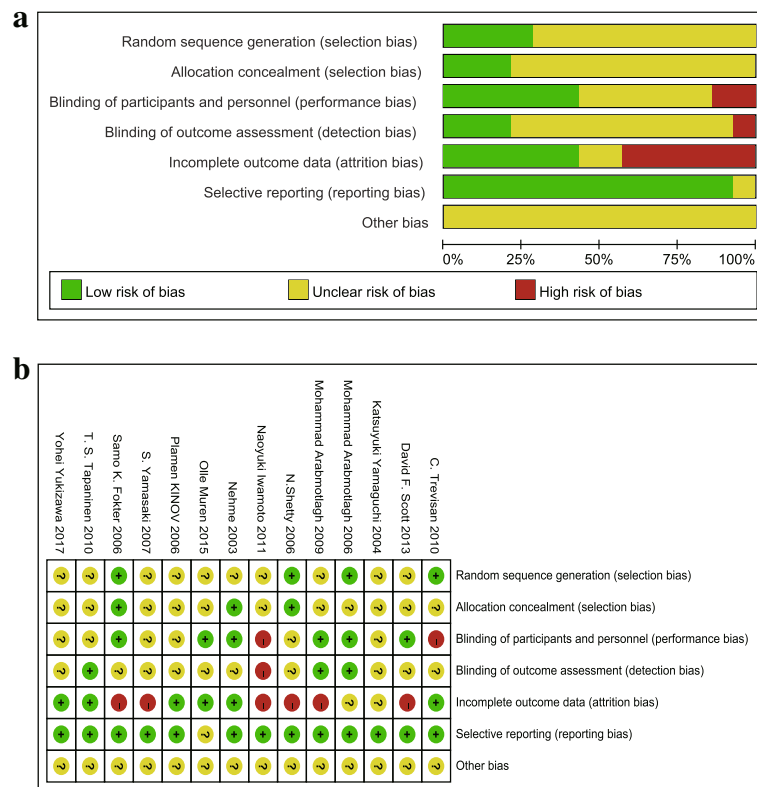 a
Random sequence generation (selection bias)
Allocation concealment (selection bias)
Blinding of participants and personnel (performance bias)
Blinding of outcome assessment (detection bias)
Incomplete outcome data (attrition bias)
Selective reporting (reporting bias)
Other bias
0% 25% 50% 75% 100%
Low risk of bias Unclear risk of bias High risk of bias
b
Yohei Yukizawa 2017
T. S. Tapaninen 2010
Samo K. Fokter 2006
S. Yamasaki 2007
Plamen KINOV 2006
Olle Muren 2015
Nehme 2003
Naoyuki Iwamoto 2011
N.Shetty 2006
Mohammad Arabmotlagh 2009
Mohammad Arabmotlagh 2006
Katsuyuki Yamaguchi 2004
David F. Scott 2013
C. Trevisan 2010
? ? + ? ? ? ? ? + ? + ? ? + Random sequence generation (selection bias)
? ? + ? ? ? + ? + ? ? ? ? ? Allocation concealment (selection bias)
? ? + ? ? + + – ? + + ? + – Blinding of participants and personnel (performance bias)
? + ? ? ? ? ? – ? + + ? ? ? Blinding of outcome assessment (detection bias)
+ + – – + + + – – – ? ? – + Incomplete outcome data (attrition bias)
+ + + + + ? + + + + + + + + Selective reporting (reporting bias)
? ? ? ? ? ? ? ? ? ? ? ? ? ? Other bias